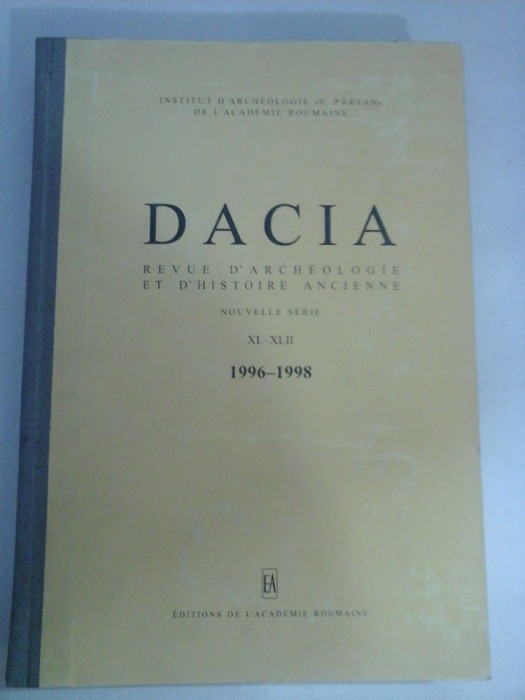 INSTITUT D'ARCHÉOLOGIE «V. PÂRVAN»
DE L'ACADÉMIE ROUMAINE
DACIA
REVUE D'ARCHÉOLOGIE
ET D'HISTOIRE ANCIENNE
NOUVELLE SÉRIE
XL–XLII
1996–1998
EA
ÉDITIONS DE L'ACADÉMIE ROUMAINE